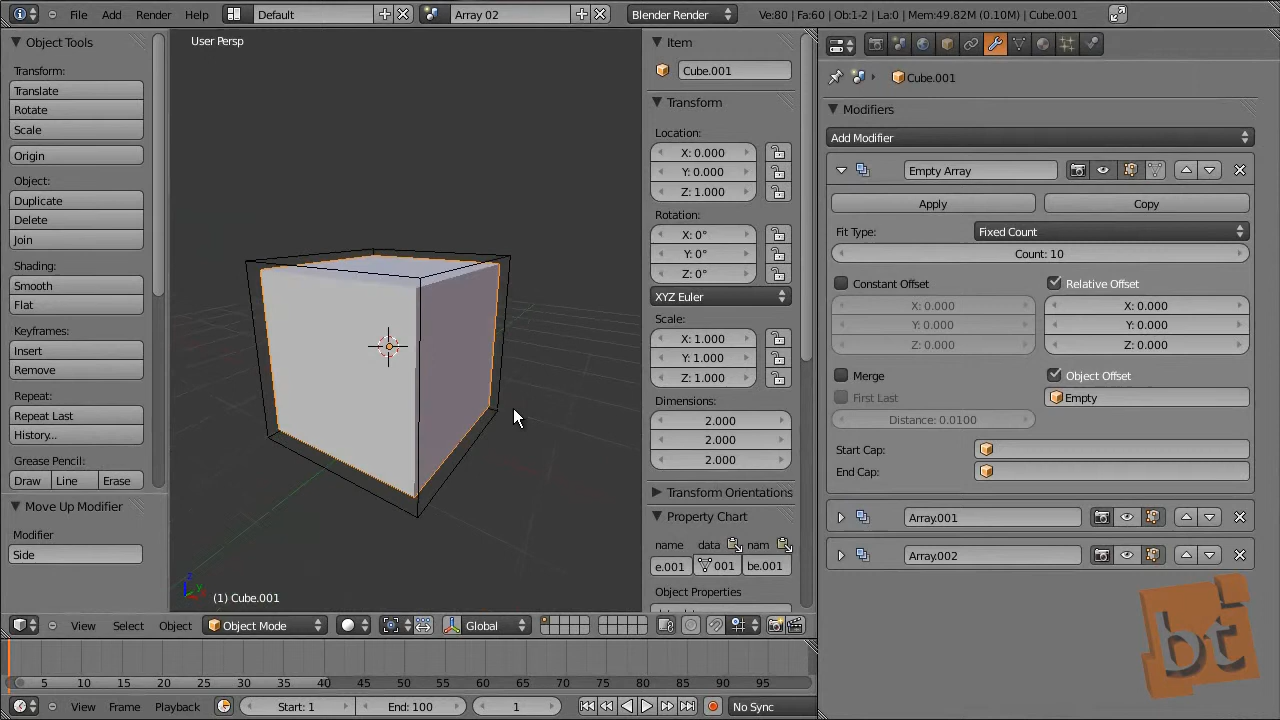 File Add Render Help Default Array 02 Blender Render Ve:80 | Fa:60 | Ob:1-2 | La:0 | Mem:49.82M (0.10M) | Cube.001
Object Tools
Transform:
Translate
Rotate
Scale
Origin
Object:
Duplicate
Delete
Join
Shading:
Smooth
Flat
Keyframes:
Insert
Remove
Repeat:
Repeat Last
History...
Grease Pencil:
Draw Line Erase
Move Up Modifier
Modifier
Side
User Persp
(1) Cube.001
Item
Cube.001
Transform
Location:
X: 0.000
Y: 0.000
Z: 1.000
Rotation:
X: 0°
Y: 0°
Z: 0°
XYZ Euler
Scale:
X: 1.000
Y: 1.000
Z: 1.000
Dimensions:
2.000
2.000
2.000
Transform Orientations
Property Chart
name data nam
e.001 001 be.001
Object Properties
Cube.001
Modifiers
Add Modifier
Empty Array
Apply Copy
Fit Type: Fixed Count
Count: 10
Constant Offset Relative Offset
X: 0.000 X: 0.000
Y: 0.000 Y: 0.000
Z: 0.000 Z: 0.000
Merge Object Offset
First Last Empty
Distance: 0.0100
Start Cap:
End Cap:
Array.001
Array.002
bt
View Select Object Object Mode Global
5 10 15 20 25 30 35 40 45 50 55 60 65 70 75 80 85 90 95
View Frame Playback Start: 1 End: 100 1 No Sync